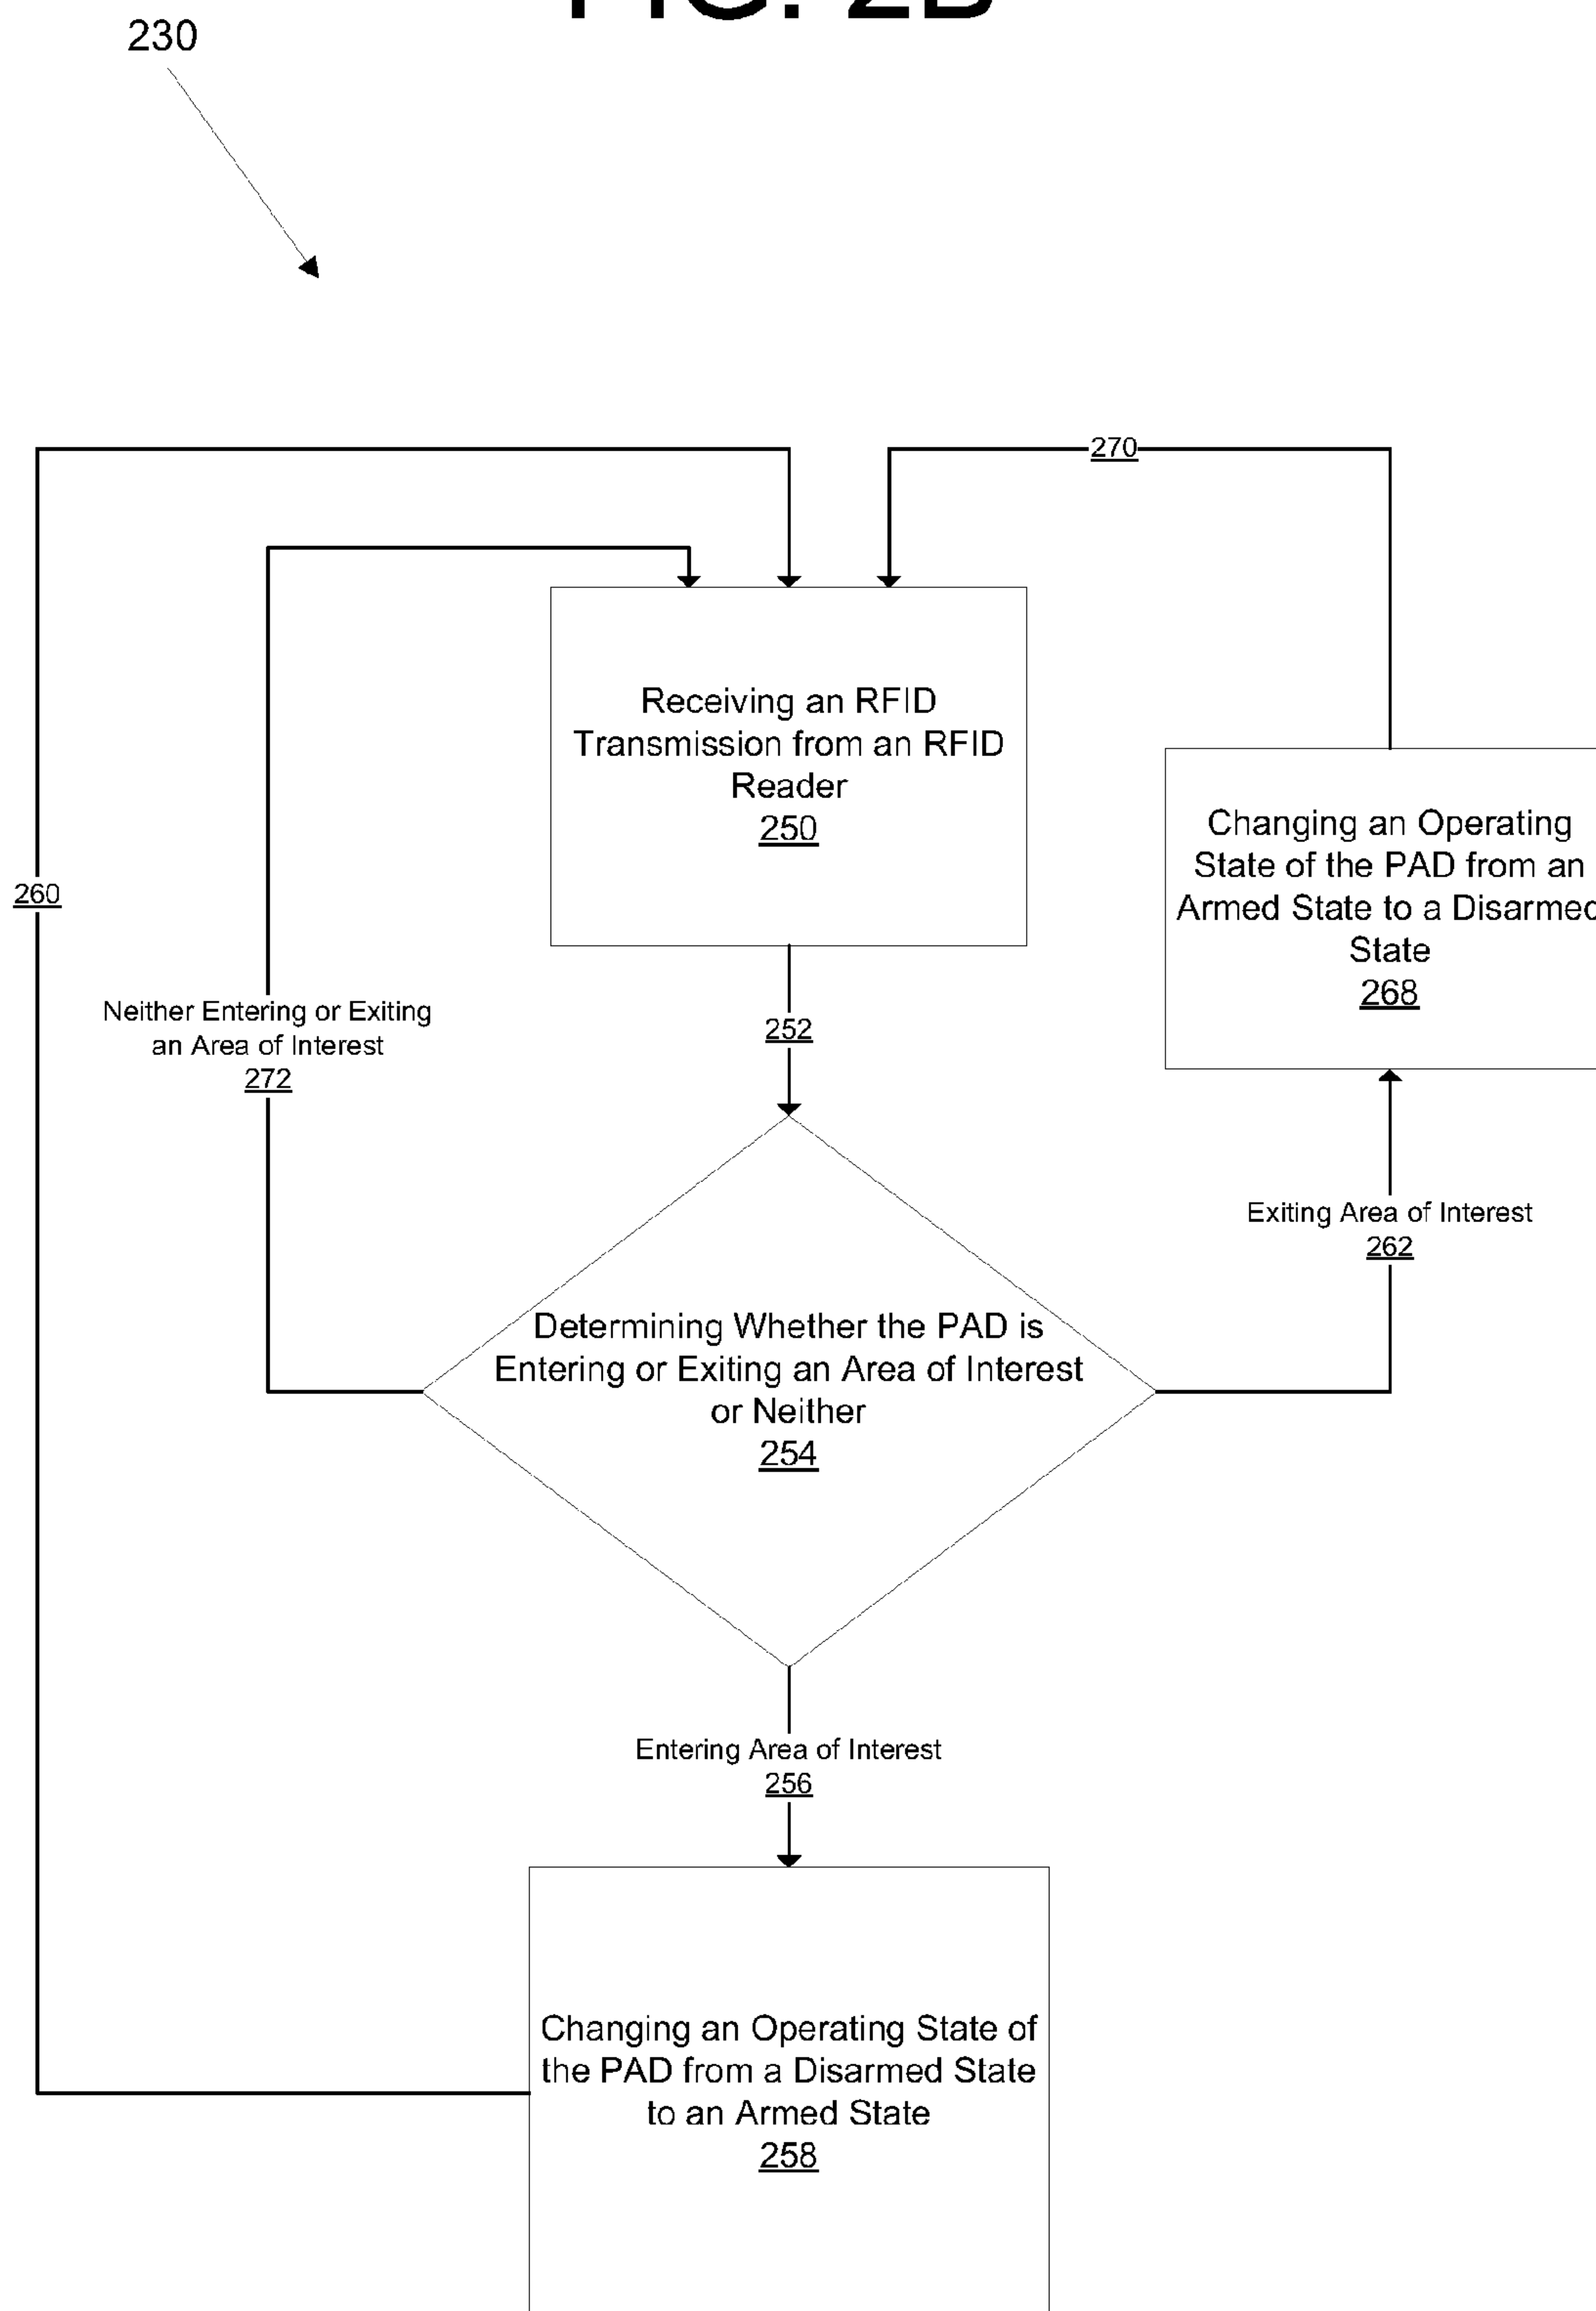 FIG. 2B
230
270
Receiving an RFID
Transmission from an RFID
Reader
250
Changing an Operating
State of the PAD from an
Armed State to a Disarmed
State
268
260
Neither Entering or Exiting
an Area of Interest
272
252
Exiting Area of Interest
262
Determining Whether the PAD is
Entering or Exiting an Area of Interest
or Neither
254
Entering Area of Interest
256
Changing an Operating State of
the PAD from a Disarmed State
to an Armed State
258